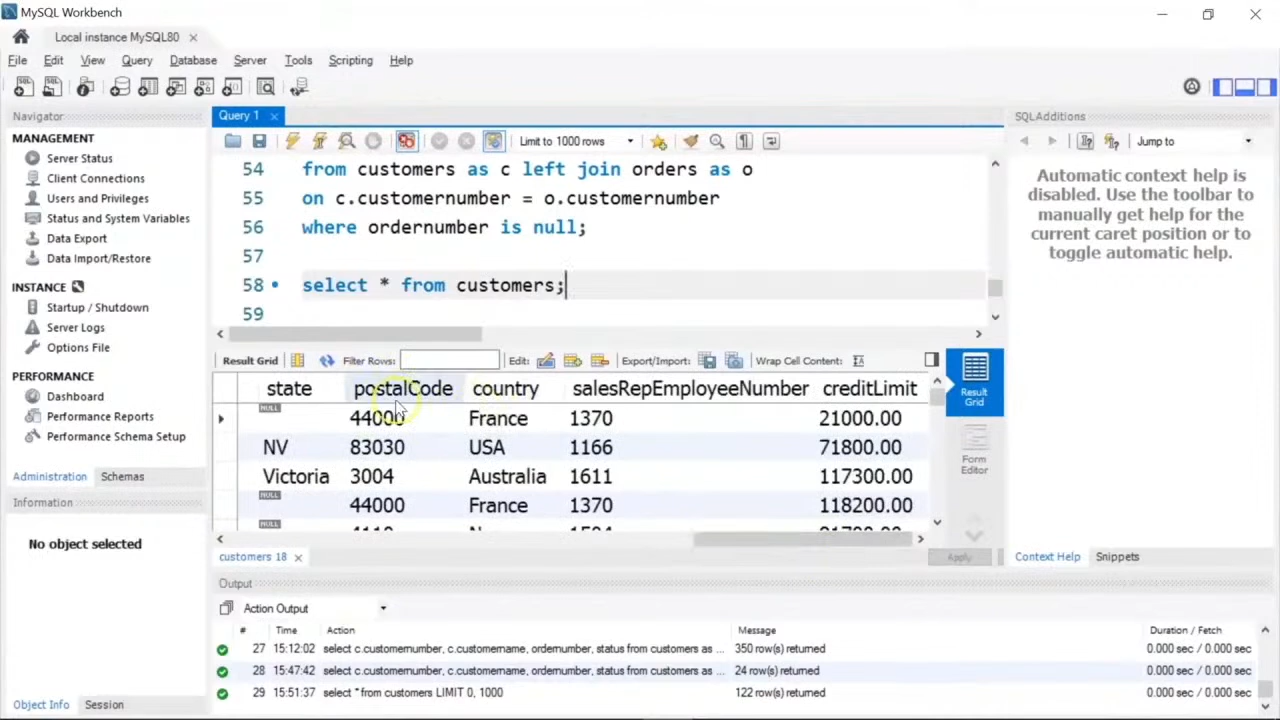 MySQL Workbench
Local instance MySQL80
File Edit View Query Database Server Tools Scripting Help
Navigator
MANAGEMENT
Server Status
Client Connections
Users and Privileges
Status and System Variables
Data Export
Data Import/Restore
INSTANCE
Startup / Shutdown
Server Logs
Options File
PERFORMANCE
Dashboard
Performance Reports
Performance Schema Setup
Administration Schemas
Information
No object selected
Object Info Session
Query 1
Limit to 1000 rows
54 from customers as c left join orders as o
55 on c.customernumber = o.customernumber
56 where ordernumber is null;
57
58 select * from customers;
59
Result Grid Filter Rows: Edit: Export/Import: Wrap Cell Content:
state postalCode country salesRepEmployeeNumber creditLimit
NULL 44000 France 1370 21000.00
NV 83030 USA 1166 71800.00
Victoria 3004 Australia 1611 117300.00
NULL 44000 France 1370 118200.00
NULL
Result
Grid
Form
Editor
customers 18
Apply
SQLAdditions
Jump to
Automatic context help is
disabled. Use the toolbar to
manually get help for the
current caret position or to
toggle automatic help.
Context Help Snippets
Output
Action Output
# Time Action Message Duration / Fetch
27 15:12:02 select c.customernumber, c.customername, ordernumber, status from customers as ... 350 row(s) returned 0.000 sec / 0.000 sec
28 15:47:42 select c.customernumber, c.customername, ordernumber, status from customers as ... 24 row(s) returned 0.000 sec / 0.000 sec
29 15:51:37 select * from customers LIMIT 0, 1000 122 row(s) returned 0.000 sec / 0.000 sec